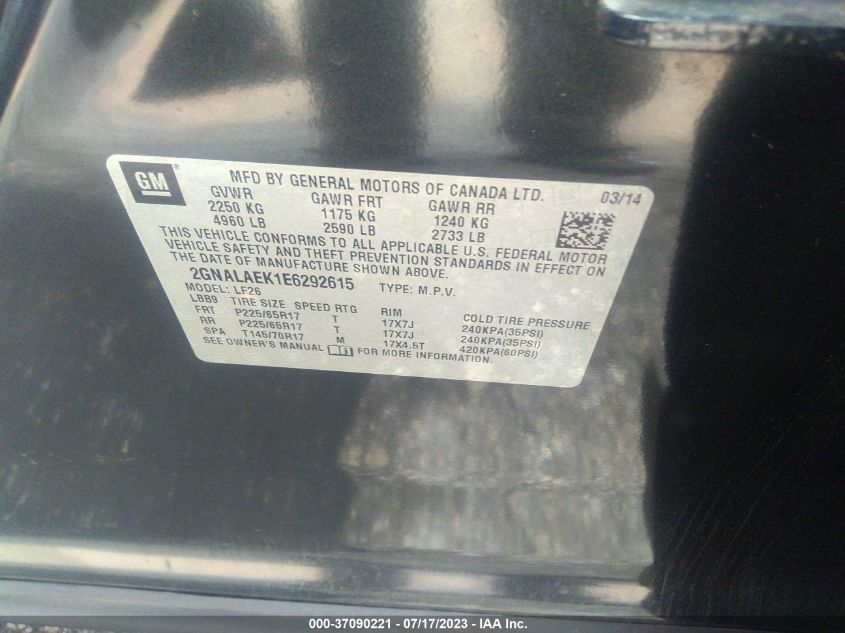 GM
MFD BY GENERAL MOTORS OF CANADA LTD. 03/14
GVWR GAWR FRT GAWR RR
2250 KG 1175 KG 1240 KG
4960 LB 2590 LB 2733 LB
THIS VEHICLE CONFORMS TO ALL APPLICABLE U.S. FEDERAL MOTOR
VEHICLE SAFETY AND THEFT PREVENTION STANDARDS IN EFFECT ON
THE DATE OF MANUFACTURE SHOWN ABOVE.
2GNALAEK1E6292615 TYPE: M.P.V.
MODEL: LF26
LBB9 TIRE SIZE SPEED RTG RIM COLD TIRE PRESSURE
FRT P225/65R17 T 17X7J 240KPA(35PSI)
RR P225/65R17 T 17X7J 240KPA(35PSI)
SPA T145/70R17 M 17X4.5T 420KPA(60PSI)
SEE OWNER'S MANUAL FOR MORE INFORMATION.
000-37090221 - 07/17/2023 - IAA Inc.